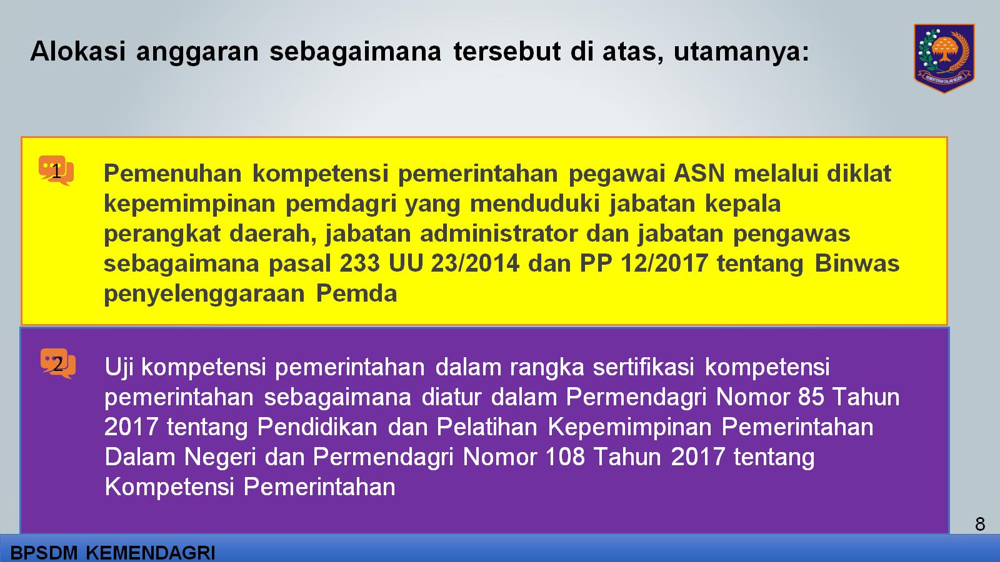 Alokasi anggaran sebagaimana tersebut di atas, utamanya:
KEMENTERIAN DALAM NEGERI
1
Pemenuhan kompetensi pemerintahan pegawai ASN melalui diklat
kepemimpinan pemdagri yang menduduki jabatan kepala
perangkat daerah, jabatan administrator dan jabatan pengawas
sebagaimana pasal 233 UU 23/2014 dan PP 12/2017 tentang Binwas
penyelenggaraan Pemda
2
Uji kompetensi pemerintahan dalam rangka sertifikasi kompetensi
pemerintahan sebagaimana diatur dalam Permendagri Nomor 85 Tahun
2017 tentang Pendidikan dan Pelatihan Kepemimpinan Pemerintahan
Dalam Negeri dan Permendagri Nomor 108 Tahun 2017 tentang
Kompetensi Pemerintahan
8
BPSDM KEMENDAGRI